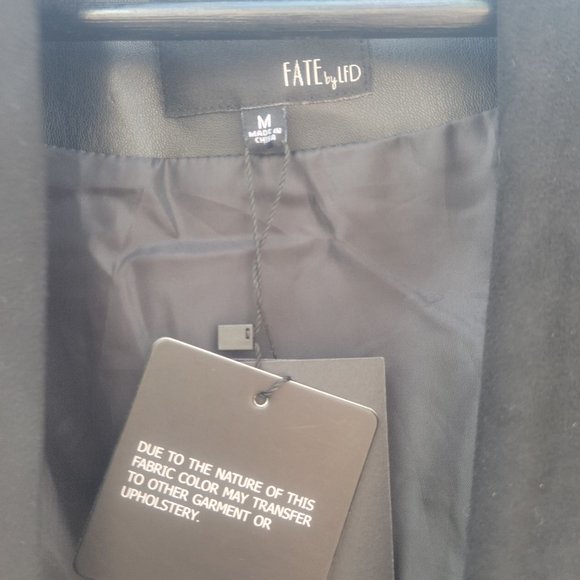 FATE by LFD
M
MADE IN
CHINA
DUE TO THE NATURE OF THIS
FABRIC COLOR MAY TRANSFER
TO OTHER GARMENT OR
UPHOLSTERY.